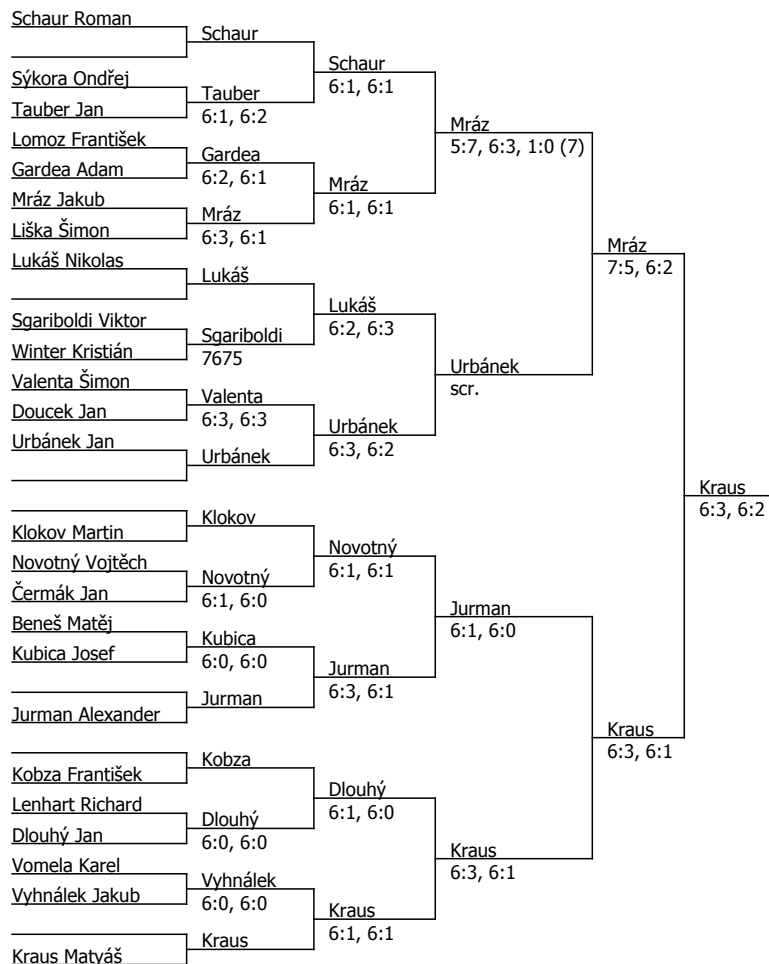 Schaur Roman
Schaur
Schaur
6:1, 6:1
Sýkora Ondřej
Tauber
6:1, 6:2
Tauber Jan
Mráz
5:7, 6:3, 1:0 (7)
Lomoz František
Gardea
6:2, 6:1
Gardea Adam
Mráz
6:1, 6:1
Mráz Jakub
Mráz
6:3, 6:1
Liška Šimon
Mráz
7:5, 6:2
Lukáš Nikolas
Lukáš
Lukáš
6:2, 6:3
Sgariboldi Viktor
Sgariboldi
7675
Winter Kristián
Urbánek
scr.
Valenta Šimon
Valenta
6:3, 6:3
Doucek Jan
Urbánek
6:3, 6:2
Urbánek Jan
Urbánek
Kraus
6:3, 6:2
Klokov
Klokov Martin
Novotný
6:1, 6:1
Novotný Vojtěch
Novotný
6:1, 6:0
Čermák Jan
Jurman
6:1, 6:0
Beneš Matěj
Kubica
6:0, 6:0
Kubica Josef
Jurman
6:3, 6:1
Jurman
Jurman Alexander
Kraus
6:3, 6:1
Kobza
Kobza František
Dlouhý
6:1, 6:0
Lenhart Richard
Dlouhý
6:0, 6:0
Dlouhý Jan
Kraus
6:3, 6:1
Vomela Karel
Vyhnálek
6:0, 6:0
Vyhnálek Jakub
Kraus
6:1, 6:1
Kraus
Kraus Matyáš